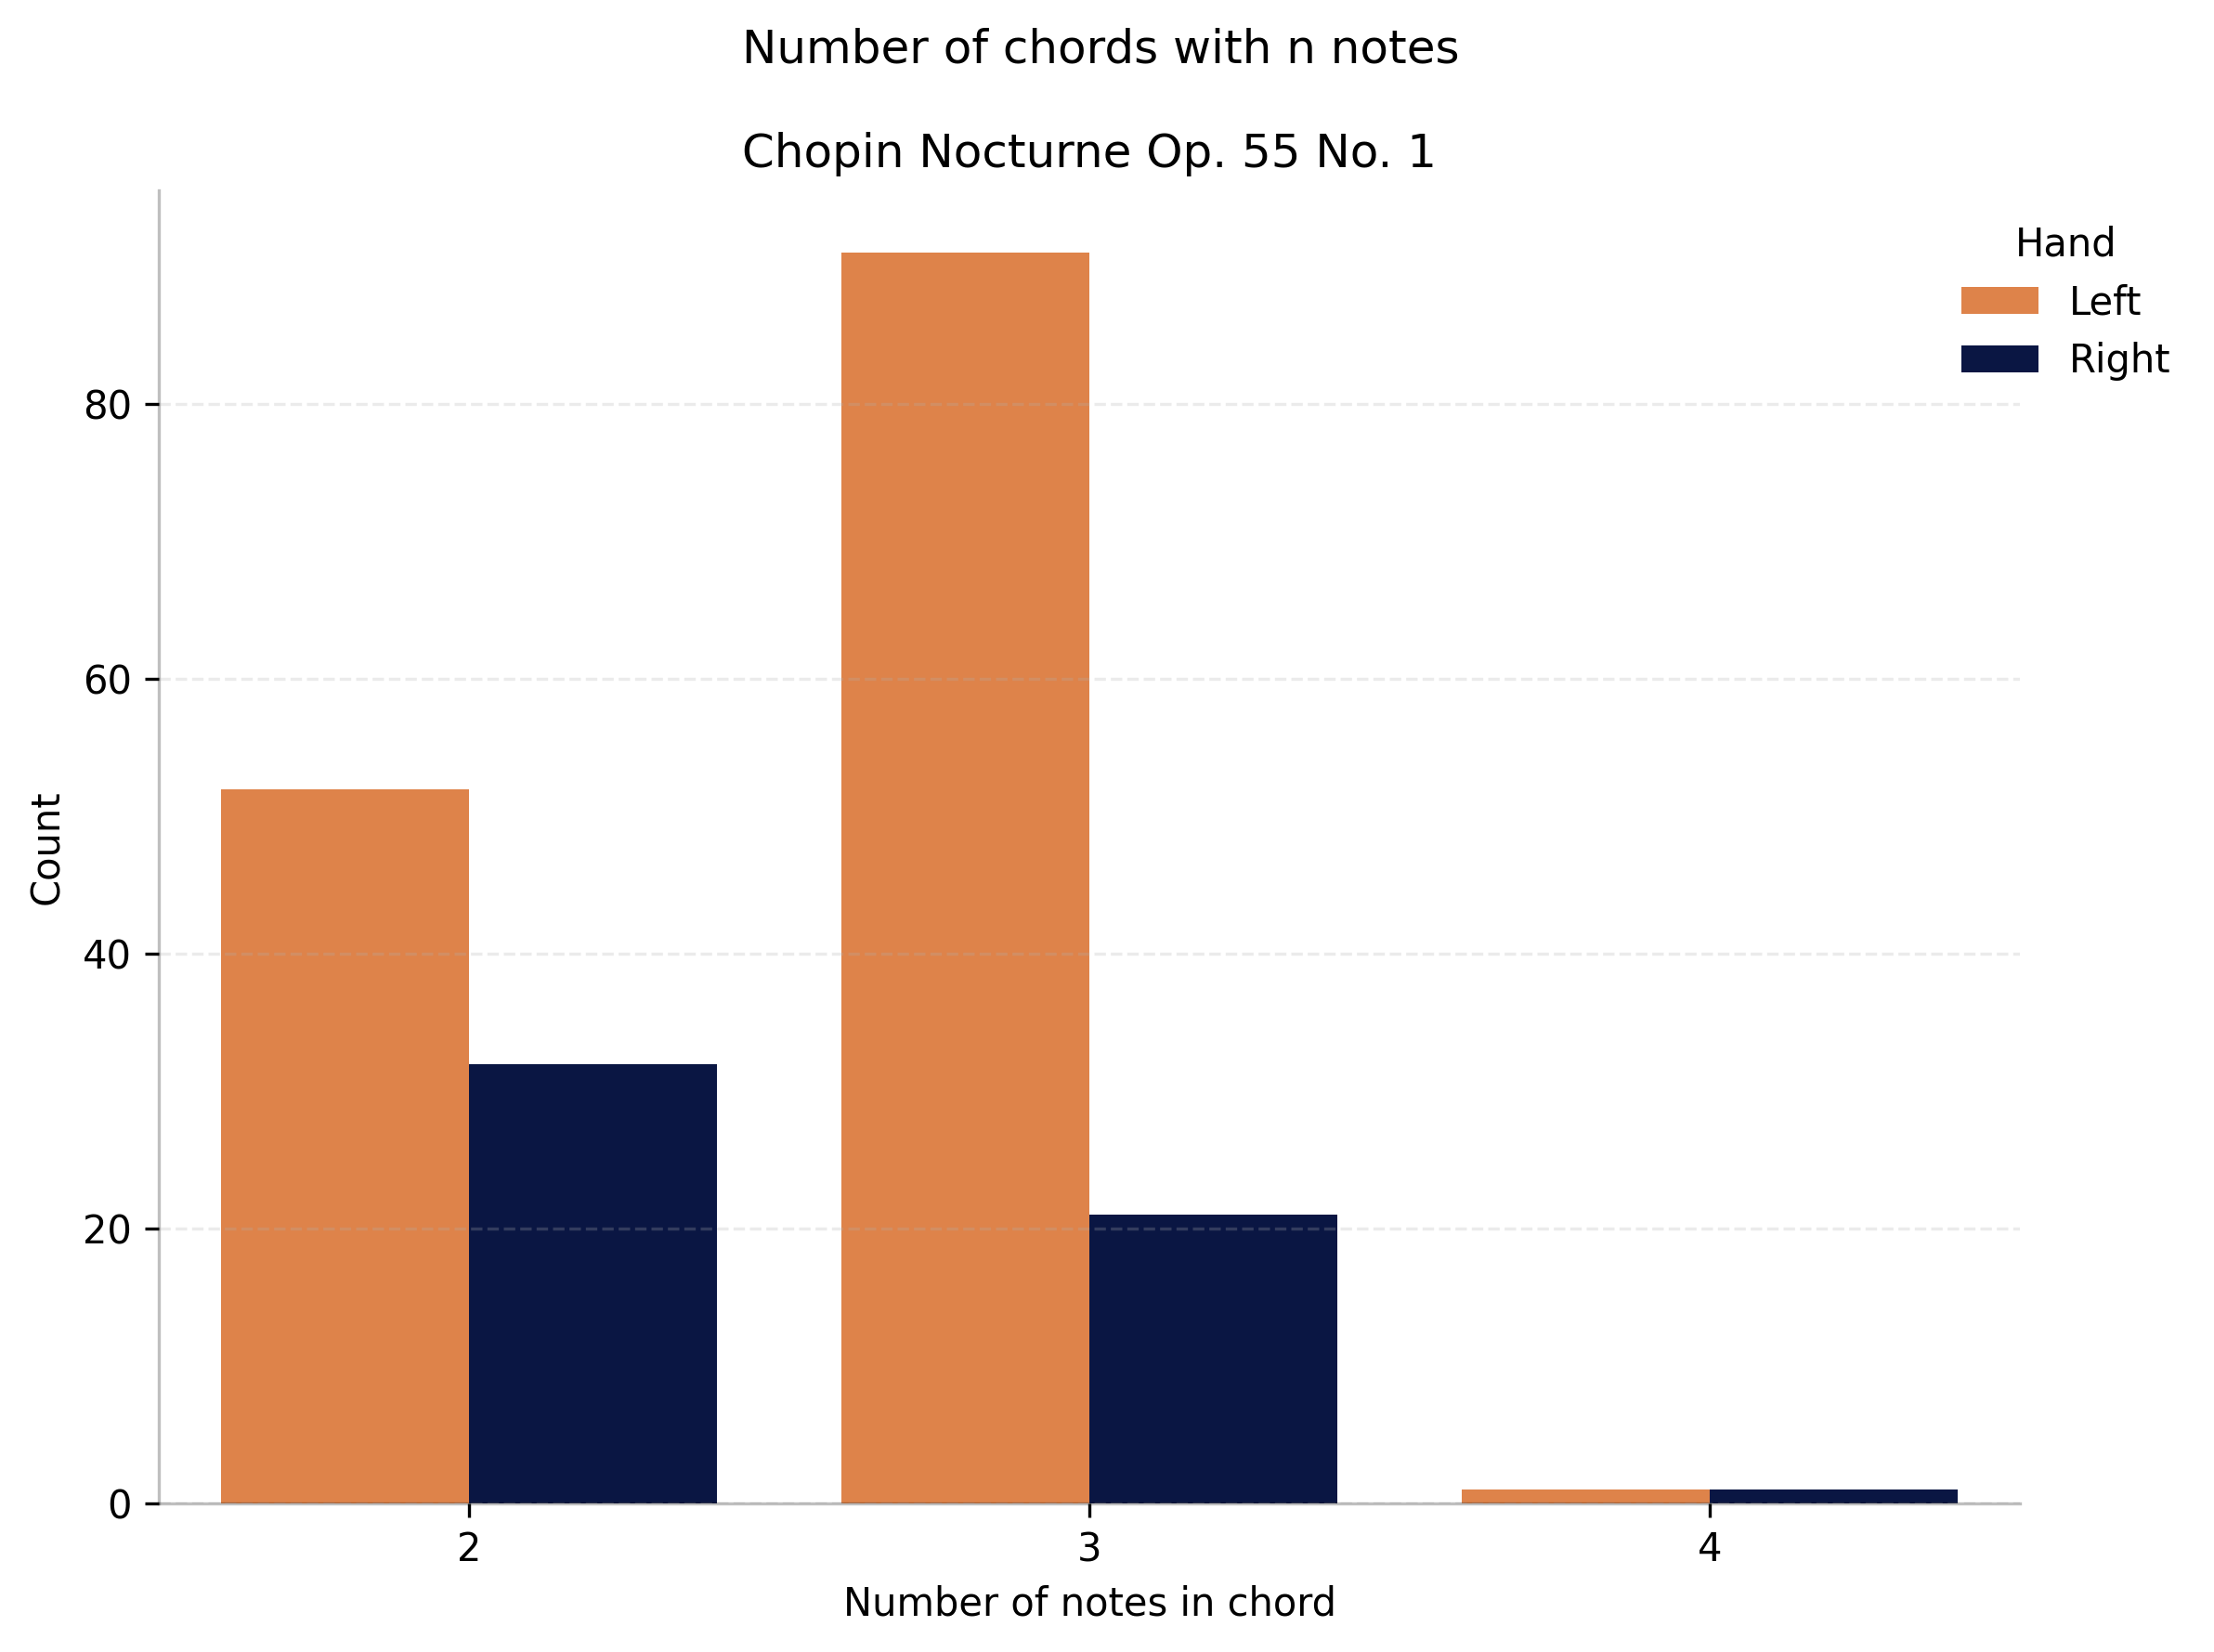 Number of chords with n notes
Chopin Nocturne Op. 55 No. 1
Hand
Left
Right
80
60
40
20
0
Count
2
3
4
Number of notes in chord